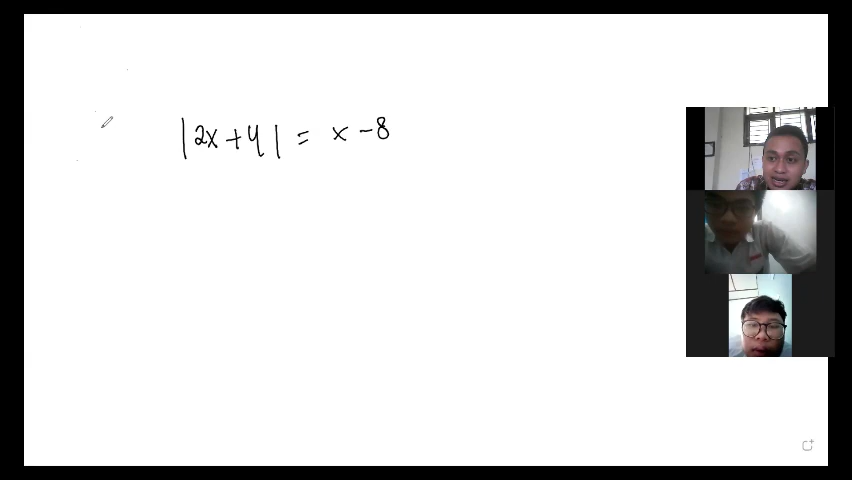 |2x+4| = x-8